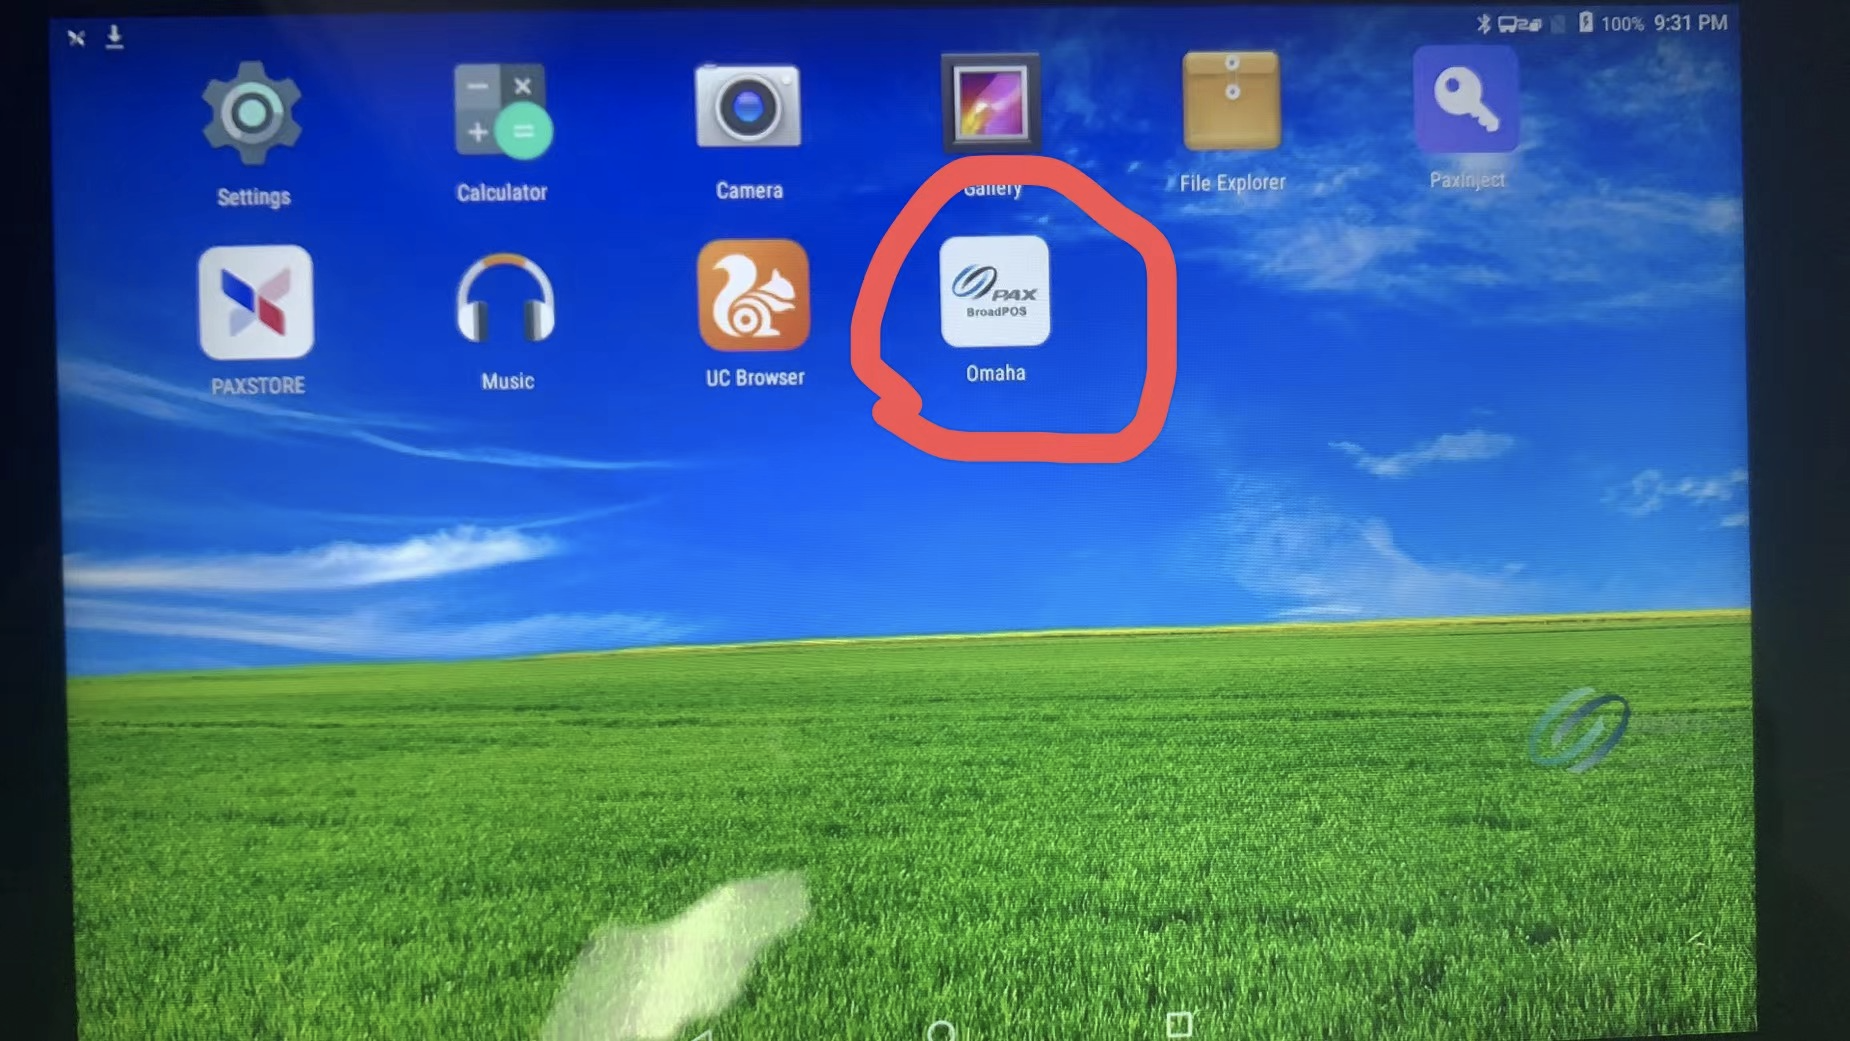 100% 9:31 PM
Settings
Calculator
Camera
Gallery
File Explorer
PaxInject
PAX
BroadPOS
PAXSTORE
Music
UC Browser
Omaha